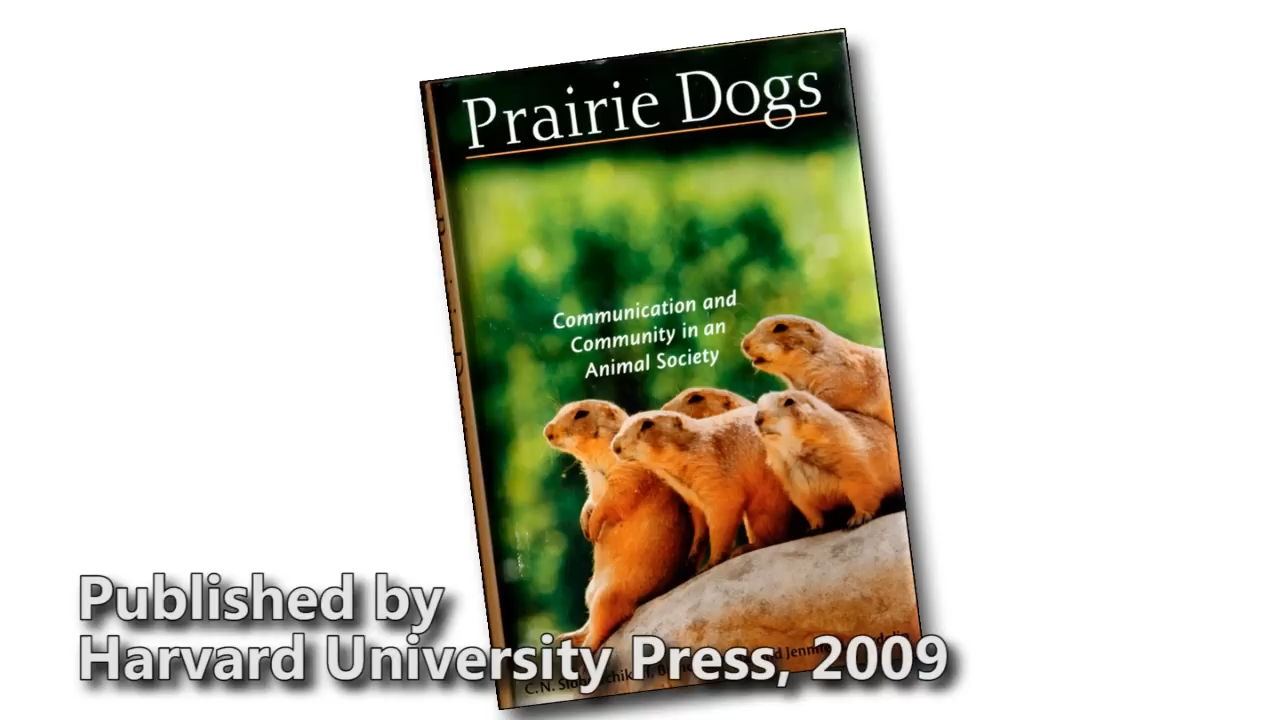 Prairie Dogs
Communication and
Community in an
Animal Society
Published by
Harvard University Press, 2009
C.N.